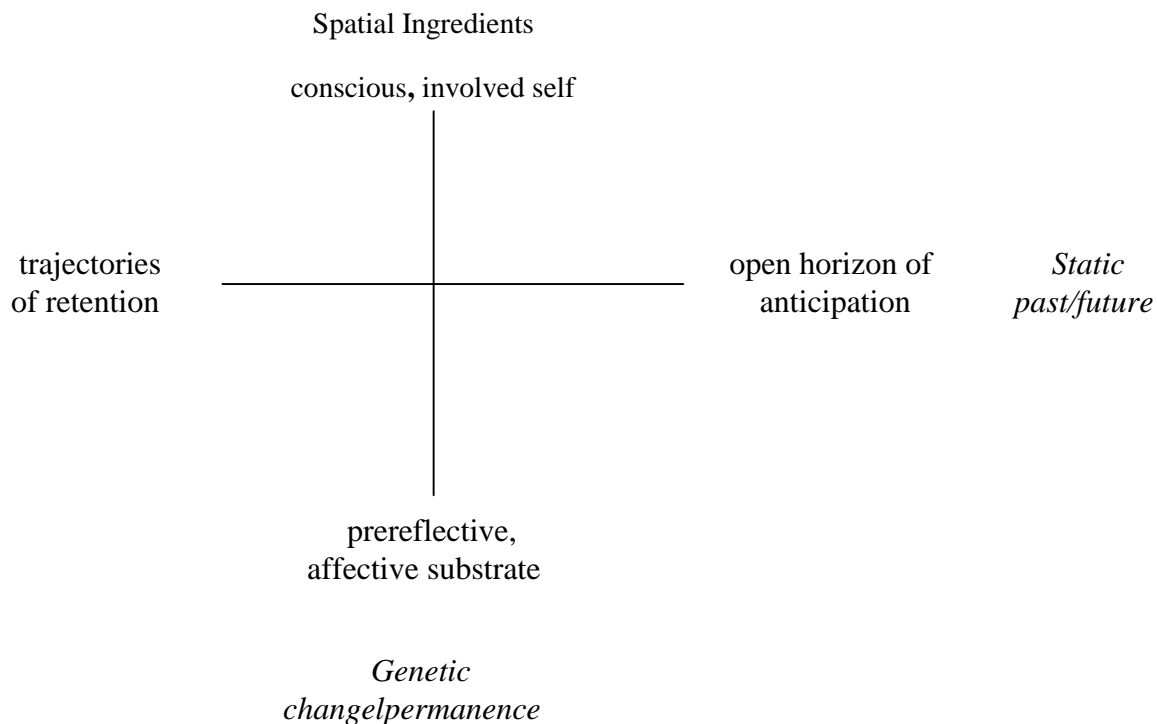 Spatial Ingredients
conscious, involved self
trajectories
of retention
open horizon of
anticipation
Static
past/future
prereflective,
affective substrate
Genetic
changelpermanence